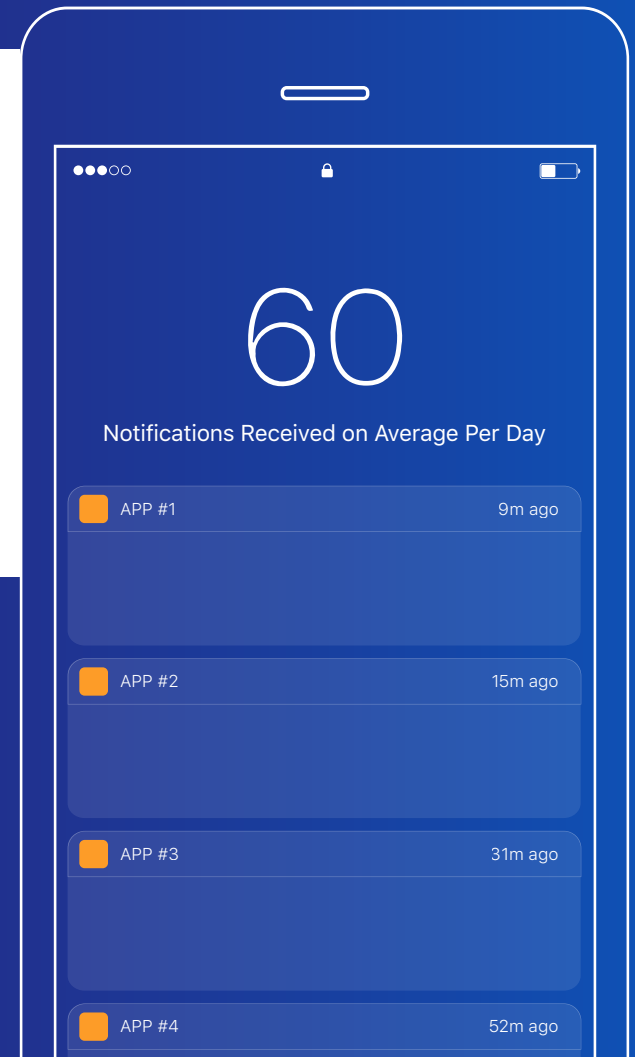 60
Notifications Received on Average Per Day
APP #1 9m ago
APP #2 15m ago
APP #3 31m ago
APP #4 52m ago